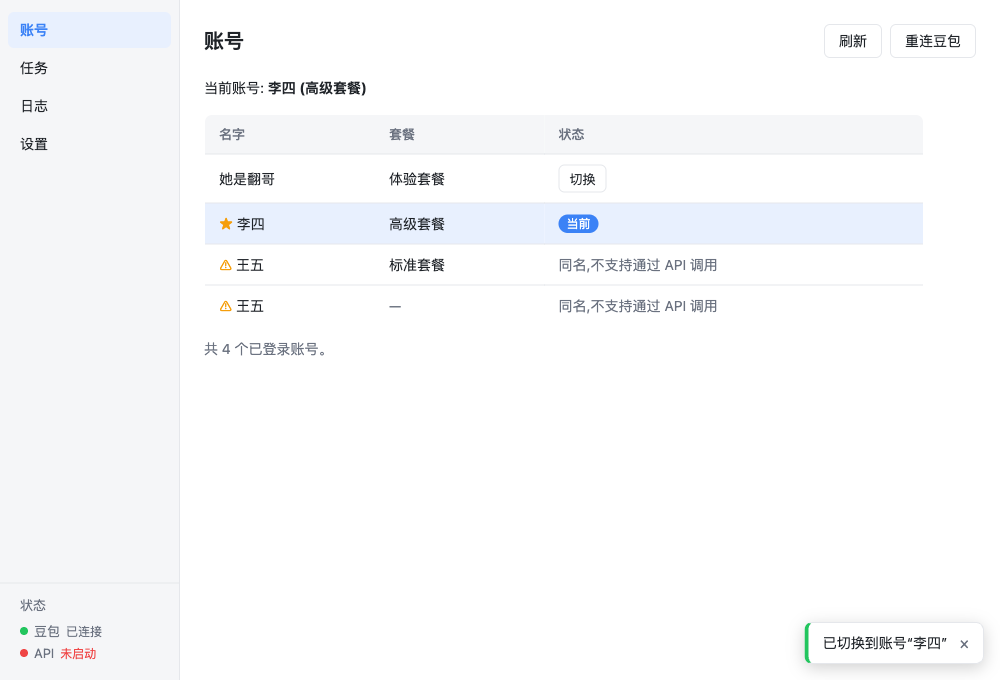 账号
任务
日志
设置
状态
豆包 已连接
API 未启动
账号
刷新
重连豆包
当前账号: 李四 (高级套餐)
名字 套餐 状态
她是翻哥 体验套餐 切换
李四 高级套餐 当前
王五 标准套餐 同名,不支持通过 API 调用
王五 — 同名,不支持通过 API 调用
共 4 个已登录账号。
已切换到账号“李四” ×